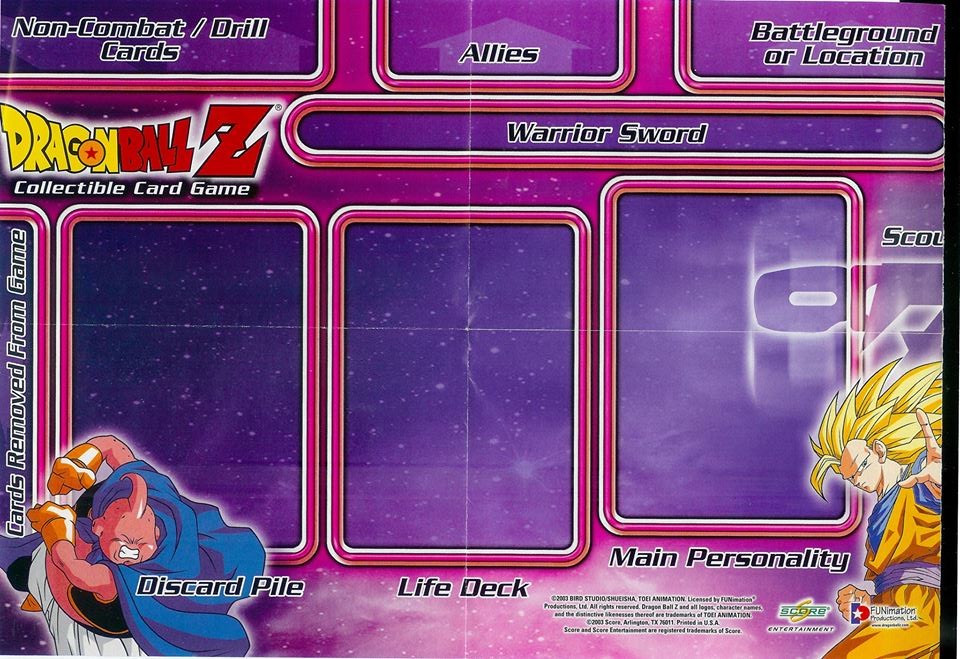 Non-Combat / Drill
Cards
Allies
Battleground
or Location
DRAGON BALL Z®
Collectible Card Game
Warrior Sword
Cards Removed From Game
Scou
Discard Pile
Life Deck
Main Personality
©2003 BIRD STUDIO/SHUEISHA, TOEI ANIMATION. Licensed by FUNimation®
Productions, Ltd. All rights reserved. Dragon Ball Z and all logos, character names,
and the distinctive likenesses thereof are trademarks of TOEI ANIMATION.
©2003 Score, Arlington, TX 76011. Printed in U.S.A.
Score and Score Entertainment are registered trademarks of Score.
SCORE®
ENTERTAINMENT
FUNimation
Productions, Ltd.
www.dragonballz.com